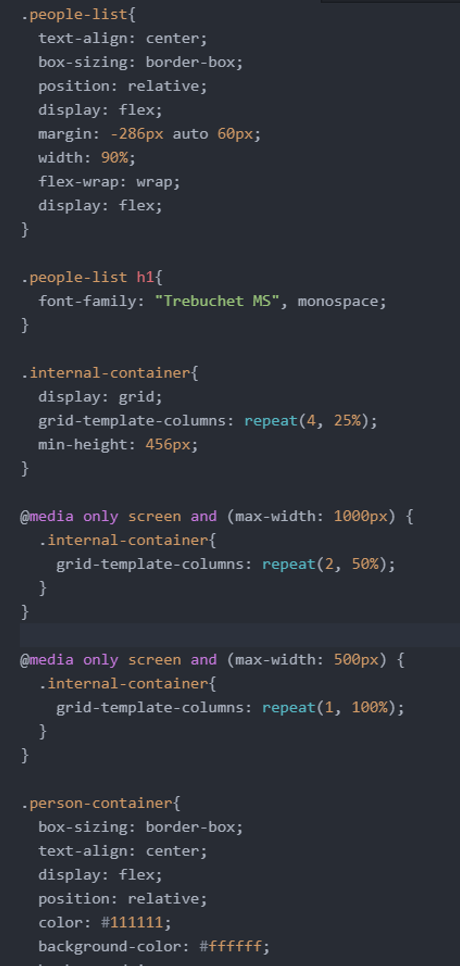 .people-list{
  text-align: center;
  box-sizing: border-box;
  position: relative;
  display: flex;
  margin: -286px auto 60px;
  width: 90%;
  flex-wrap: wrap;
  display: flex;
}

.people-list h1{
  font-family: "Trebuchet MS", monospace;
}

.internal-container{
  display: grid;
  grid-template-columns: repeat(4, 25%);
  min-height: 456px;
}

@media only screen and (max-width: 1000px) {
  .internal-container{
    grid-template-columns: repeat(2, 50%);
  }
}

@media only screen and (max-width: 500px) {
  .internal-container{
    grid-template-columns: repeat(1, 100%);
  }
}

.person-container{
  box-sizing: border-box;
  text-align: center;
  display: flex;
  position: relative;
  color: #111111;
  background-color: #ffffff;